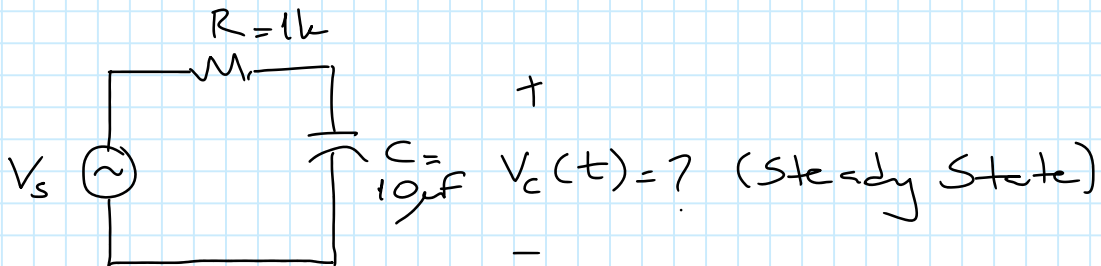 R=1k
+
Vs
C=
10µF
Vc(t)=? (Steady State)
−